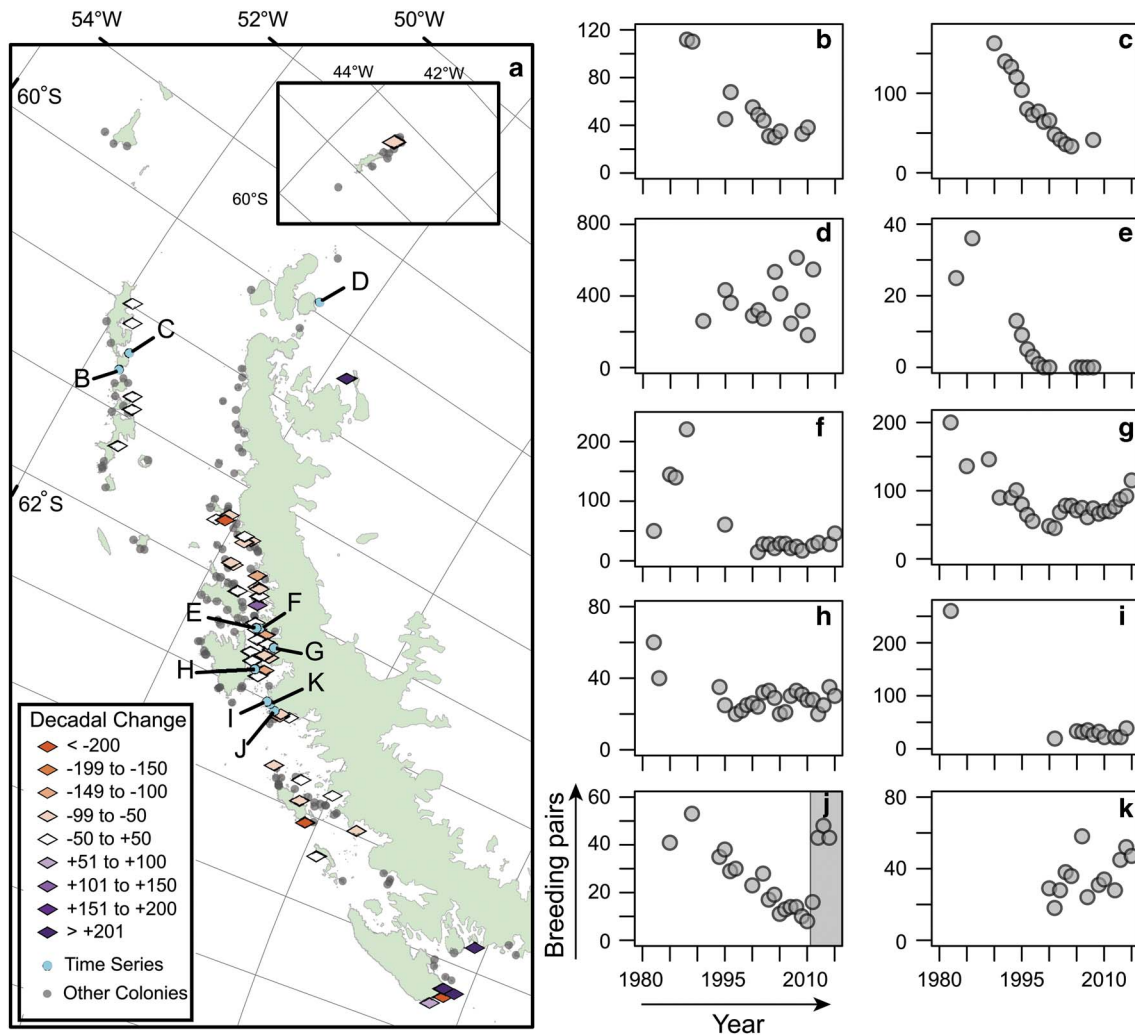 54°W
52°W
50°W
a
44°W
42°W
60°S
60°S
62°S
D
C
B
E
F
G
H
K
I
J
Decadal Change
< -200
-199 to -150
-149 to -100
-99 to -50
-50 to +50
+51 to +100
+101 to +150
+151 to +200
> +201
Time Series
Other Colonies
b
120
80
40
0
c
100
0
d
800
400
0
e
40
20
0
f
200
100
0
g
200
150
100
50
0
h
80
40
0
i
200
100
0
j
60
40
20
0
k
80
40
0
Breeding pairs
1980 1995 2010
1980 1995 2010
Year